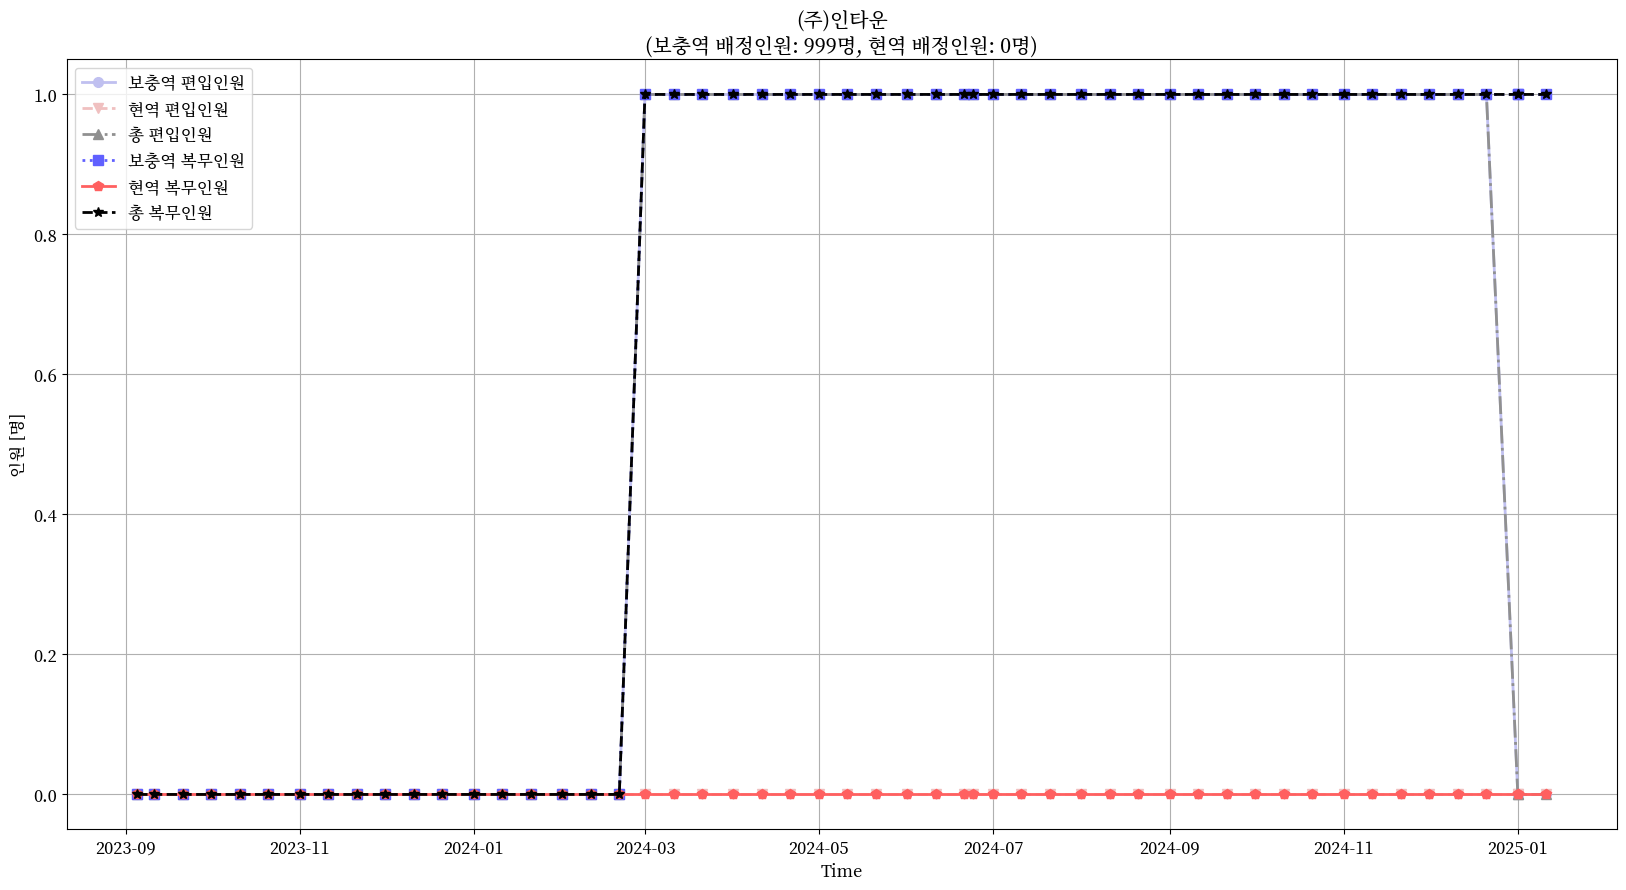 (주)인타운
(보충역 배정인원: 999명, 현역 배정인원: 0명)
보충역 편입인원
현역 편입인원
총 편입인원
보충역 복무인원
현역 복무인원
총 복무인원
1.0
0.8
0.6
0.4
0.2
0.0
인원 [명]
2023-09
2023-11
2024-01
2024-03
2024-05
2024-07
2024-09
2024-11
2025-01
Time